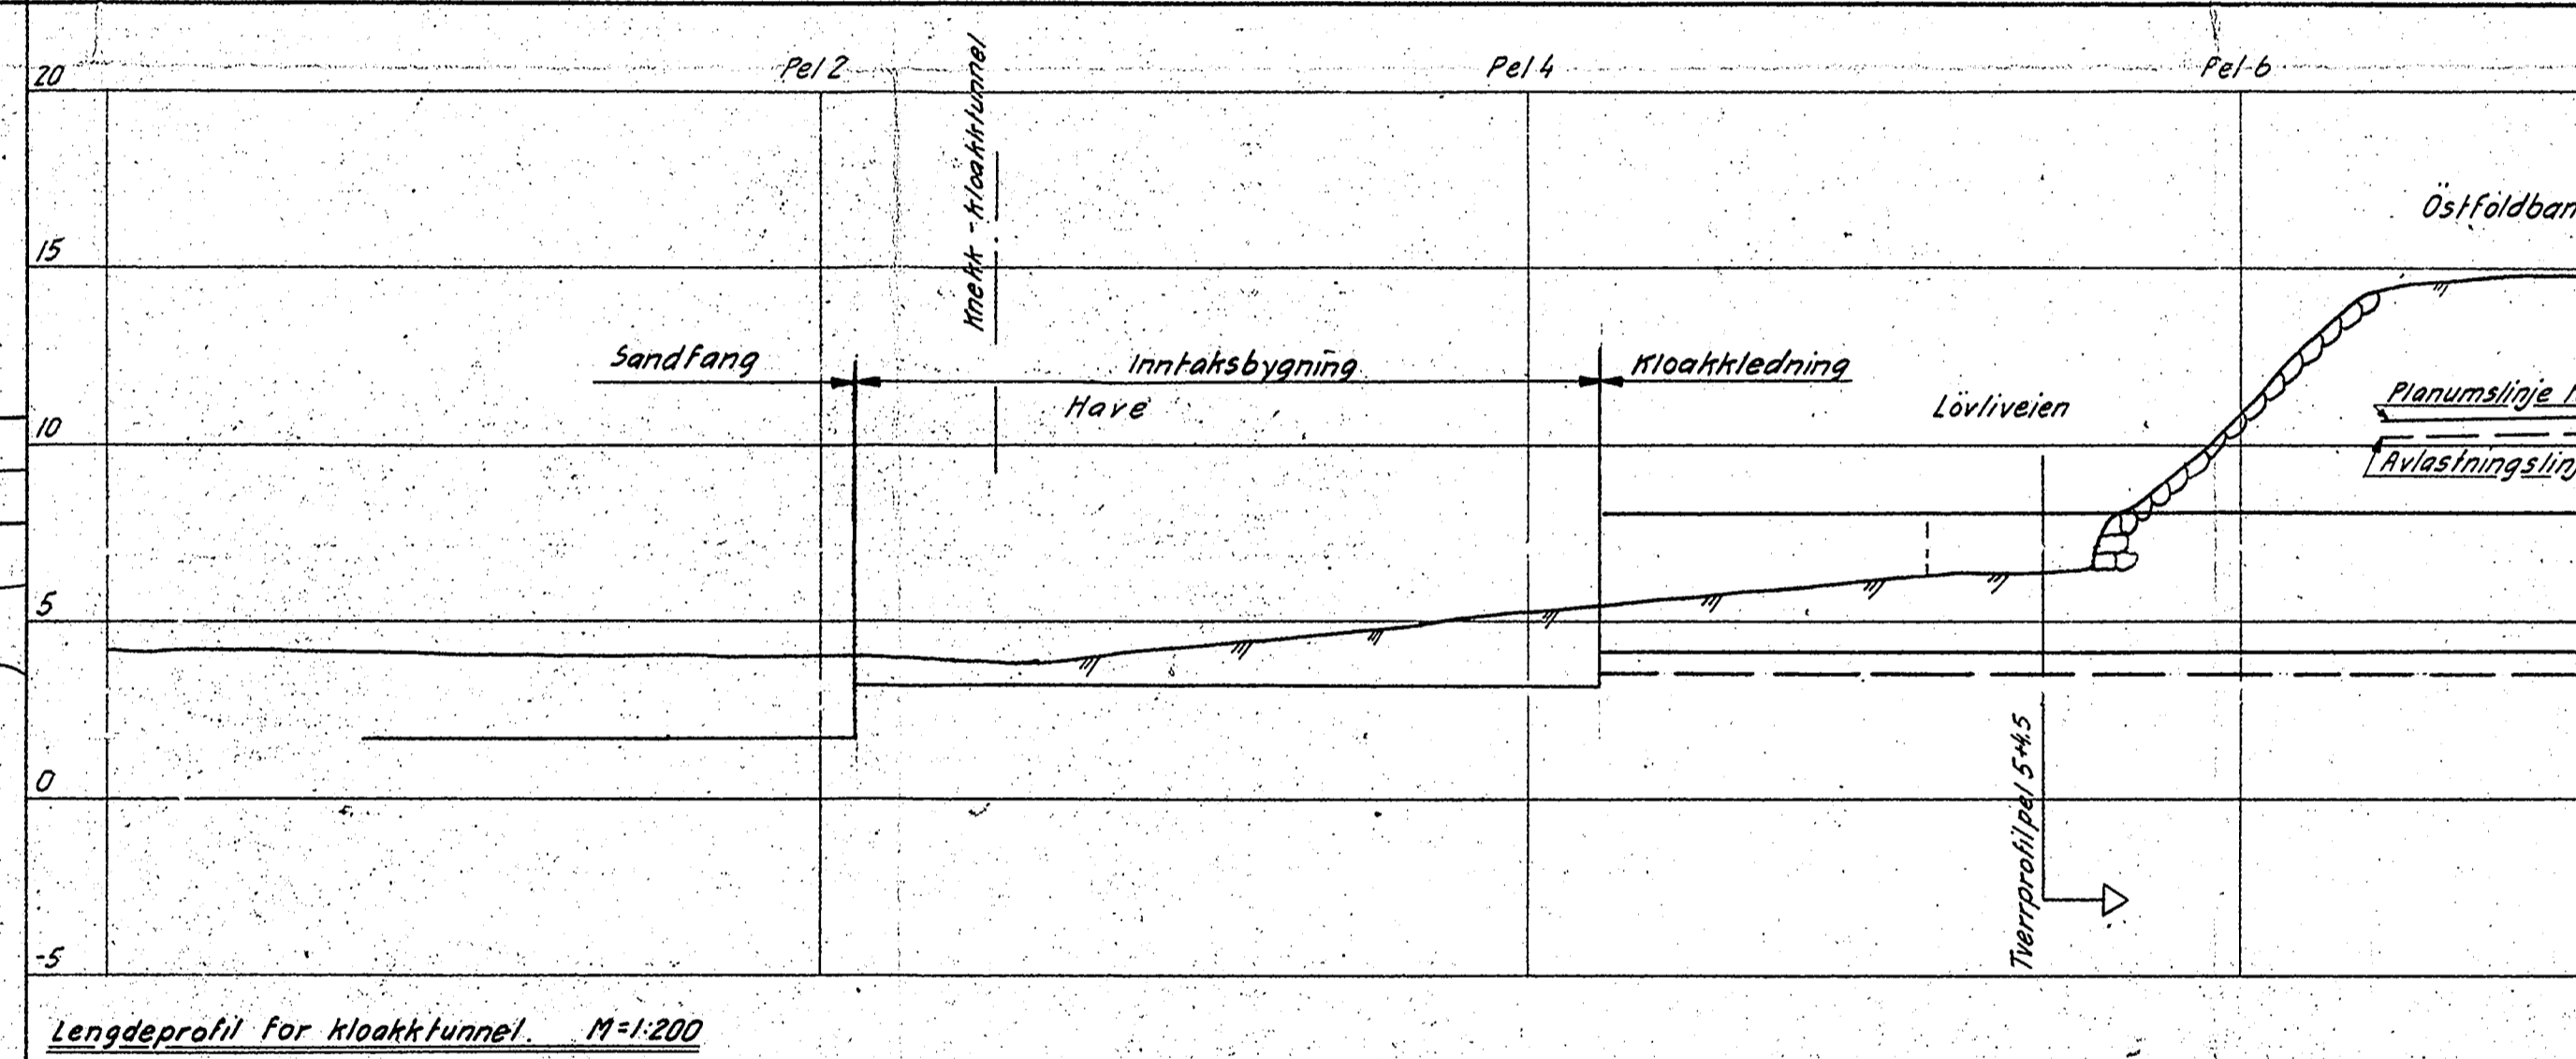 Pel 2
Pel 4
Pel 6
20
Knekk - kloakktunnel
Östfoldban
15
Sandfang
Inntaksbygning
Kloakkledning
Have
Lövliveien
Planumslinje
10
Avlastningslinj
5
0
Tverrprofil pel 5+4.5
-5
Lengdeprofil for kloakktunnel. M=1:200